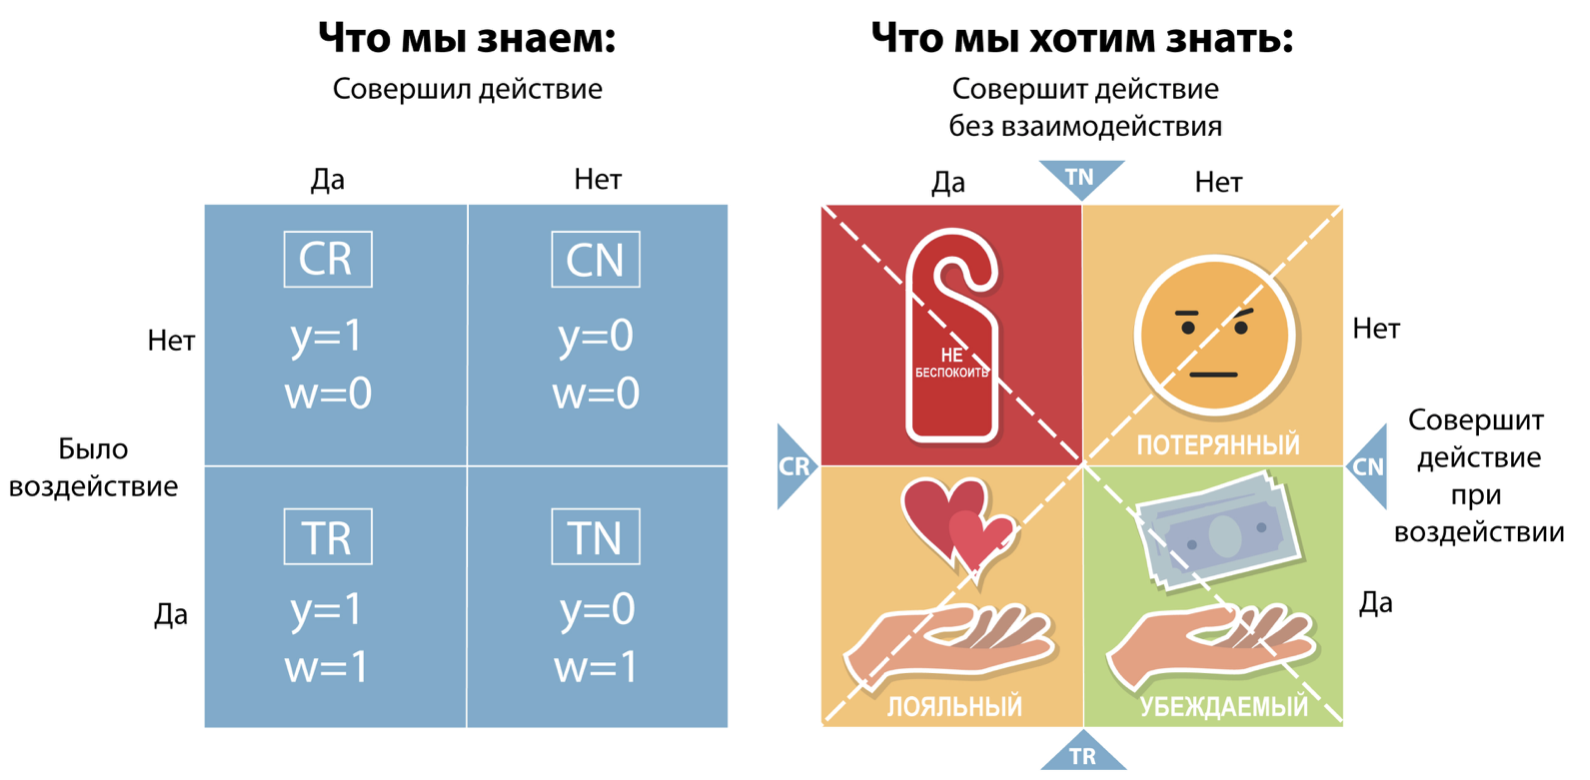 Что мы знаем:
Совершил действие
Да
Нет
Нет
Было
воздействие
Да
CR
y=1
w=0
CN
y=0
w=0
TR
y=1
w=1
TN
y=0
w=1
Что мы хотим знать:
Совершит действие
без взаимодействия
Да
TN
Нет
НЕ
БЕСПОКОИТЬ
ПОТЕРЯННЫЙ
Нет
CR
CN
Совершит
действие
при
воздействии
ЛОЯЛЬНЫЙ
УБЕЖДАЕМЫЙ
Да
TR